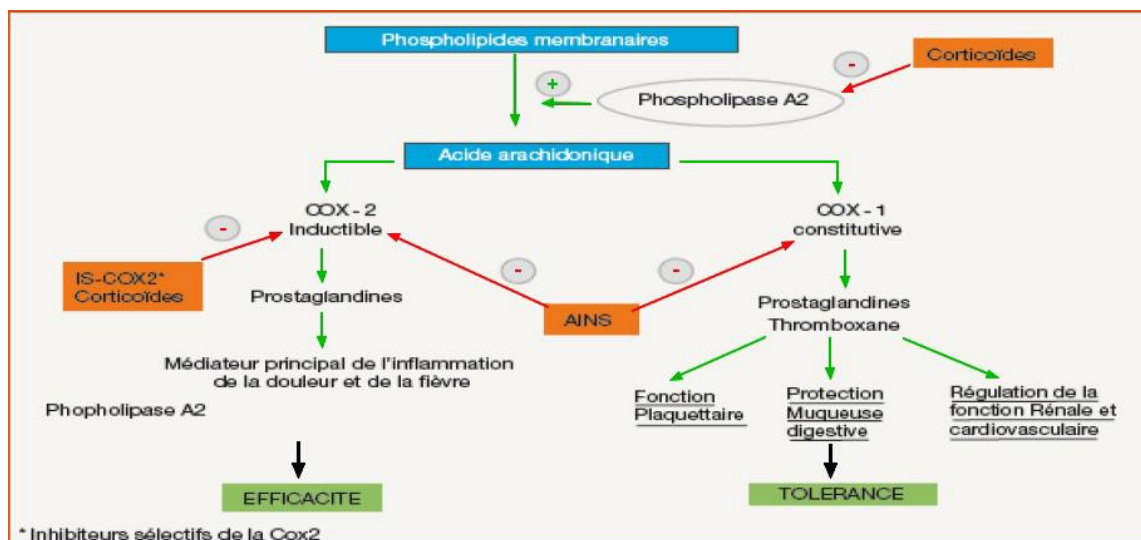 Phospholipides membranaires
Corticoïdes
-
+
Phospholipase A2
Acide arachidonique
COX - 2
Inductible
COX - 1
constitutive
-
IS-COX2*
Corticoïdes
-
-
Prostaglandines
AINS
Prostaglandines
Thromboxane
Médiateur principal de l'inflammation
de la douleur et de la fièvre
Phopholipase A2
Fonction
Plaquettaire
Protection
Muqueuse
digestive
Régulation de la
fonction Rénale et
cardiovasculaire
EFFICACITE
TOLERANCE
* Inhibiteurs sélectifs de la Cox2